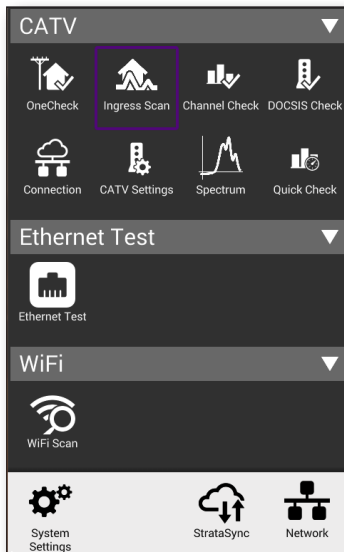 CATV
OneCheck
Ingress Scan
Channel Check
DOCSIS Check
Connection
CATV Settings
Spectrum
Quick Check
Ethernet Test
Ethernet Test
WiFi
WiFi Scan
System
Settings
StrataSync
Network